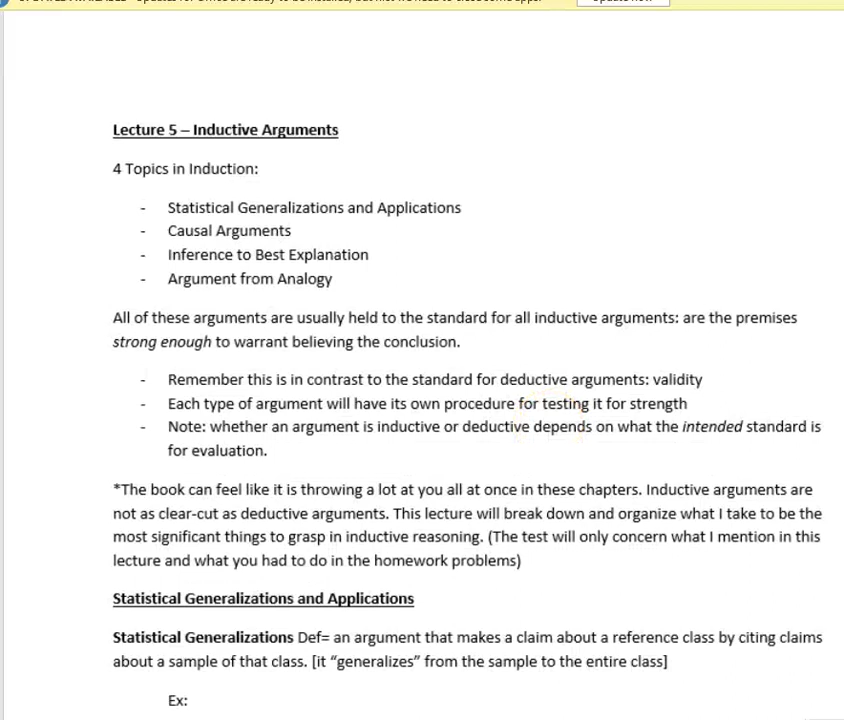 Lecture 5 – Inductive Arguments
4 Topics in Induction:
- Statistical Generalizations and Applications
- Causal Arguments
- Inference to Best Explanation
- Argument from Analogy
All of these arguments are usually held to the standard for all inductive arguments: are the premises
strong enough to warrant believing the conclusion.
- Remember this is in contrast to the standard for deductive arguments: validity
- Each type of argument will have its own procedure for testing it for strength
- Note: whether an argument is inductive or deductive depends on what the intended standard is
for evaluation.
*The book can feel like it is throwing a lot at you all at once in these chapters. Inductive arguments are
not as clear-cut as deductive arguments. This lecture will break down and organize what I take to be the
most significant things to grasp in inductive reasoning. (The test will only concern what I mention in this
lecture and what you had to do in the homework problems)
Statistical Generalizations and Applications
Statistical Generalizations Def= an argument that makes a claim about a reference class by citing claims
about a sample of that class. [it “generalizes” from the sample to the entire class]
Ex: